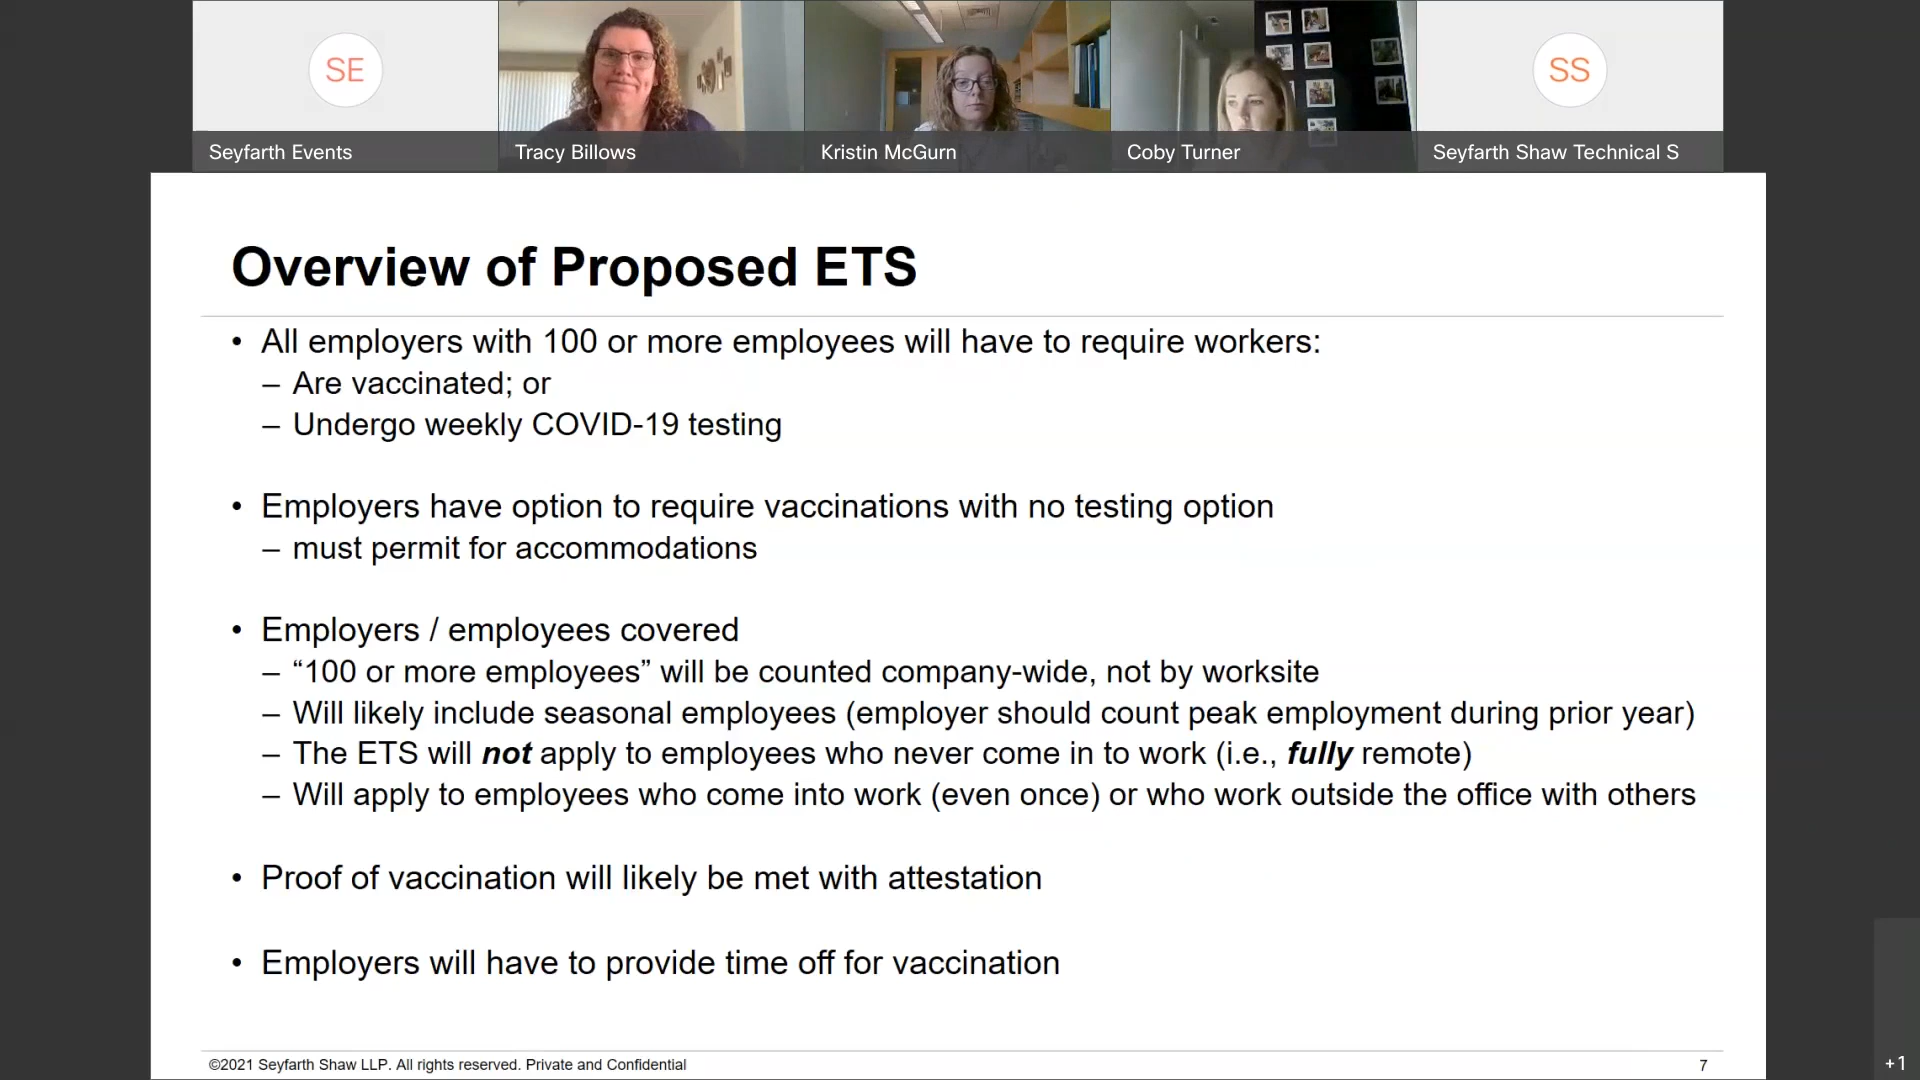 SE
SS
Seyfarth Events
Tracy Billows
Kristin McGurn
Coby Turner
Seyfarth Shaw Technical S
Overview of Proposed ETS
• All employers with 100 or more employees will have to require workers:
– Are vaccinated; or
– Undergo weekly COVID-19 testing
• Employers have option to require vaccinations with no testing option
– must permit for accommodations
• Employers / employees covered
– “100 or more employees” will be counted company-wide, not by worksite
– Will likely include seasonal employees (employer should count peak employment during prior year)
– The ETS will not apply to employees who never come in to work (i.e., fully remote)
– Will apply to employees who come into work (even once) or who work outside the office with others
• Proof of vaccination will likely be met with attestation
• Employers will have to provide time off for vaccination
©2021 Seyfarth Shaw LLP. All rights reserved. Private and Confidential
7
+1